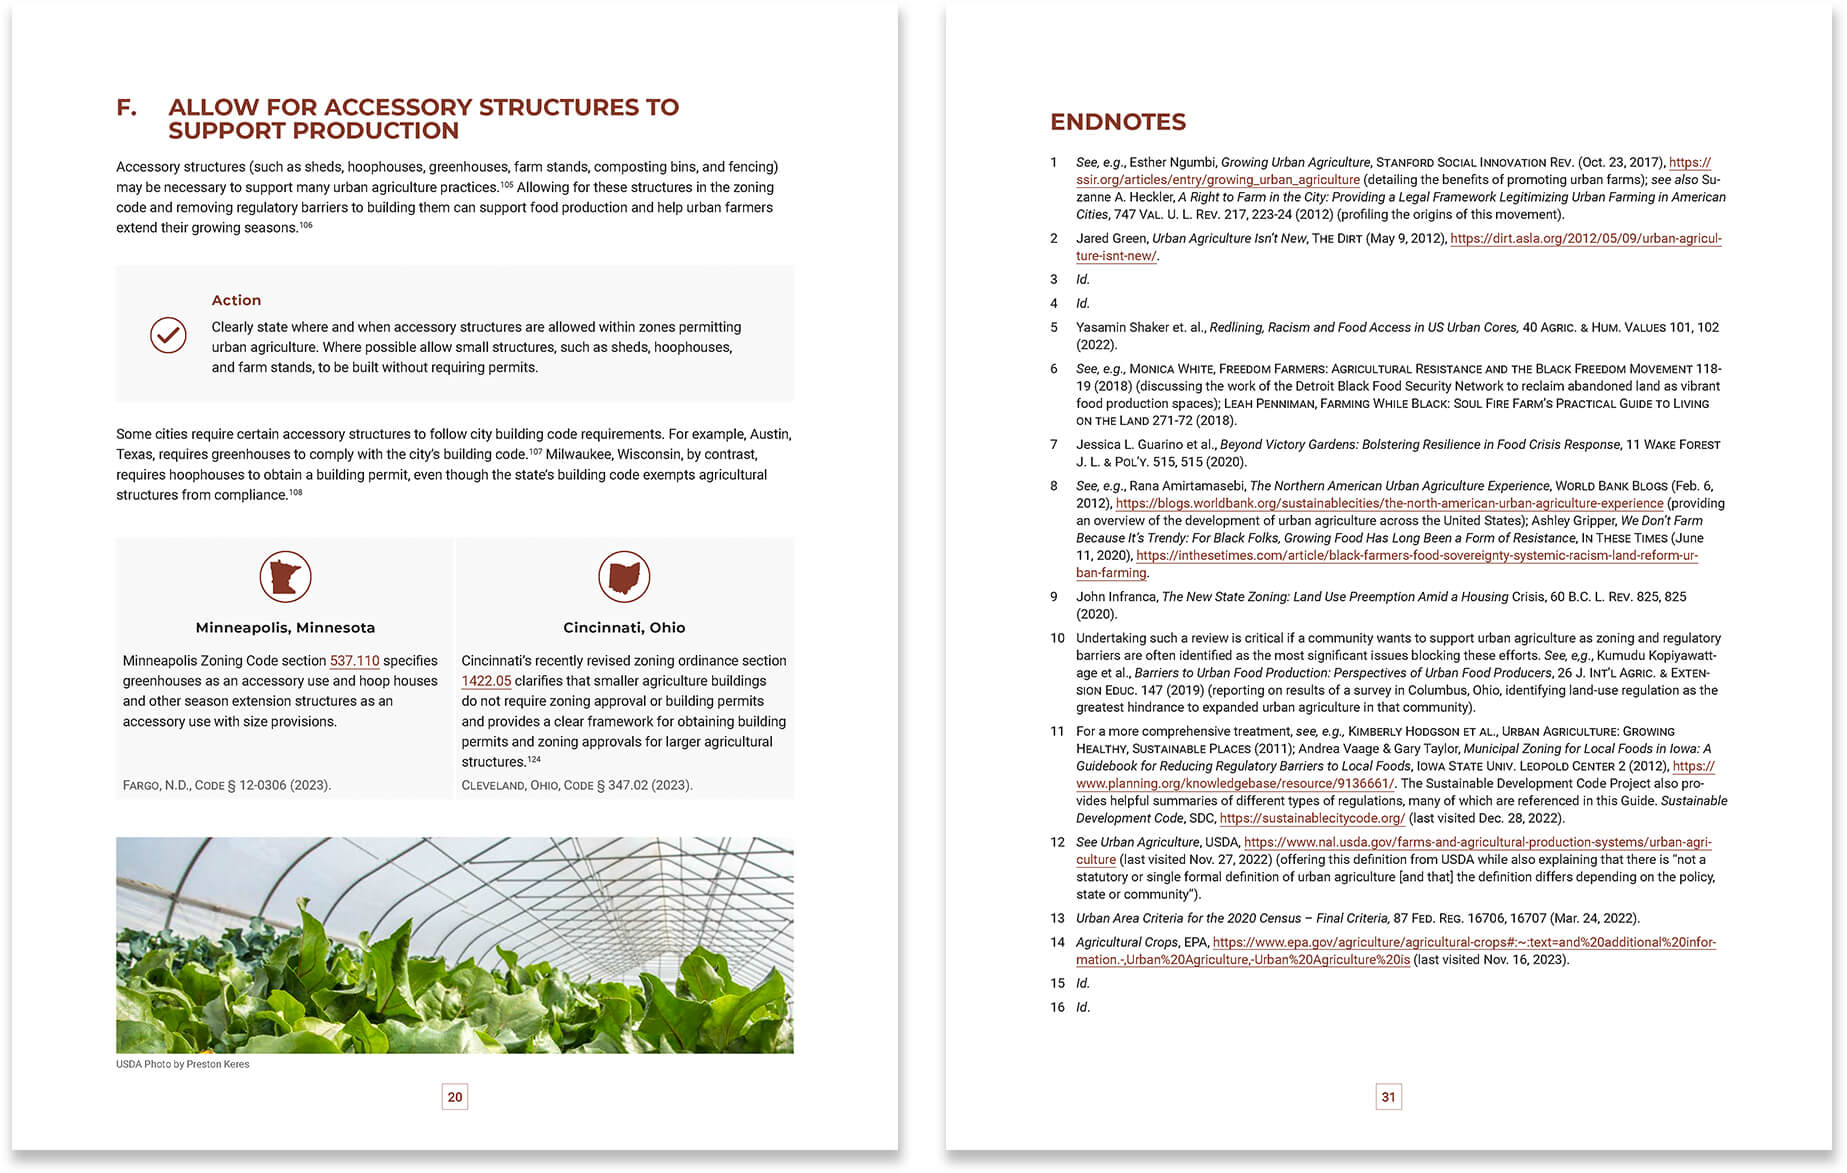 F. ALLOW FOR ACCESSORY STRUCTURES TO
SUPPORT PRODUCTION
Accessory structures (such as sheds, hoophouses, greenhouses, farm stands, composting bins, and fencing)
may be necessary to support many urban agriculture practices.105 Allowing for these structures in the zoning
code and removing regulatory barriers to building them can support food production and help urban farmers
extend their growing seasons.106
Action
Clearly state where and when accessory structures are allowed within zones permitting
urban agriculture. Where possible allow small structures, such as sheds, hoophouses,
and farm stands, to be built without requiring permits.
Some cities require certain accessory structures to follow city building code requirements. For example, Austin,
Texas, requires greenhouses to comply with the city's building code.107 Milwaukee, Wisconsin, by contrast,
requires hoophouses to obtain a building permit, even though the state's building code exempts agricultural
structures from compliance.108
Minneapolis, Minnesota
Minneapolis Zoning Code section 537.110 specifies
greenhouses as an accessory use and hoop houses
and other season extension structures as an
accessory use with size provisions.
FARGO, N.D., CODE § 12-0306 (2023).
Cincinnati, Ohio
Cincinnati's recently revised zoning ordinance section
1422.05 clarifies that smaller agriculture buildings
do not require zoning approval or building permits
and provides a clear framework for obtaining building
permits and zoning approvals for larger agricultural
structures.124
CLEVELAND, OHIO, CODE § 347.02 (2023).
USDA Photo by Preston Keres
20
ENDNOTES
1 See, e.g., Esther Ngumbi, Growing Urban Agriculture, STANFORD SOCIAL INNOVATION REV. (Oct. 23, 2017), https://
ssir.org/articles/entry/growing_urban_agriculture (detailing the benefits of promoting urban farms); see also Su-
zanne A. Heckler, A Right to Farm in the City: Providing a Legal Framework Legitimizing Urban Farming in American
Cities, 747 VAL. U. L. REV. 217, 223-24 (2012) (profiling the origins of this movement).
2 Jared Green, Urban Agriculture Isn't New, THE DIRT (May 9, 2012), https://dirt.asla.org/2012/05/09/urban-agricul-
ture-isnt-new/.
3 Id.
4 Id.
5 Yasamin Shaker et. al., Redlining, Racism and Food Access in US Urban Cores, 40 AGRIC. & HUM. VALUES 101, 102
(2022).
6 See, e.g., MONICA WHITE, FREEDOM FARMERS: AGRICULTURAL RESISTANCE AND THE BLACK FREEDOM MOVEMENT 118-
19 (2018) (discussing the work of the Detroit Black Food Security Network to reclaim abandoned land as vibrant
food production spaces); LEAH PENNIMAN, FARMING WHILE BLACK: SOUL FIRE FARM'S PRACTICAL GUIDE TO LIVING
ON THE LAND 271-72 (2018).
7 Jessica L. Guarino et al., Beyond Victory Gardens: Bolstering Resilience in Food Crisis Response, 11 WAKE FOREST
J. L. & POL'Y. 515, 515 (2020).
8 See, e.g., Rana Amirtamasebi, The Northern American Urban Agriculture Experience, WORLD BANK BLOGS (Feb. 6,
2012), https://blogs.worldbank.org/sustainablecities/the-north-american-urban-agriculture-experience (providing
an overview of the development of urban agriculture across the United States); Ashley Gripper, We Don't Farm
Because It's Trendy: For Black Folks, Growing Food Has Long Been a Form of Resistance, IN THESE TIMES (June
11, 2020), https://inthesetimes.com/article/black-farmers-food-sovereignty-systemic-racism-land-reform-ur-
ban-farming.
9 John Infranca, The New State Zoning: Land Use Preemption Amid a Housing Crisis, 60 B.C. L. REV. 825, 825
(2020).
10 Undertaking such a review is critical if a community wants to support urban agriculture as zoning and regulatory
barriers are often identified as the most significant issues blocking these efforts. See, e,g., Kumudu Kopiyawatt-
age et al., Barriers to Urban Food Production: Perspectives of Urban Food Producers, 26 J. INT'L AGRIC. & EXTEN-
SION EDUC. 147 (2019) (reporting on results of a survey in Columbus, Ohio, identifying land-use regulation as the
greatest hindrance to expanded urban agriculture in that community).
11 For a more comprehensive treatment, see, e.g., KIMBERLY HODGSON ET AL., URBAN AGRICULTURE: GROWING
HEALTHY, SUSTAINABLE PLACES (2011); Andrea Vaage & Gary Taylor, Municipal Zoning for Local Foods in Iowa: A
Guidebook for Reducing Regulatory Barriers to Local Foods, IOWA STATE UNIV. LEOPOLD CENTER 2 (2012), https://
www.planning.org/knowledgebase/resource/9136661/. The Sustainable Development Code Project also pro-
vides helpful summaries of different types of regulations, many of which are referenced in this Guide. Sustainable
Development Code, SDC, https://sustainablecitycode.org/ (last visited Dec. 28, 2022).
12 See Urban Agriculture, USDA, https://www.nal.usda.gov/farms-and-agricultural-production-systems/urban-agri-
culture (last visited Nov. 27, 2022) (offering this definition from USDA while also explaining that there is "not a
statutory or single formal definition of urban agriculture [and that] the definition differs depending on the policy,
state or community").
13 Urban Area Criteria for the 2020 Census – Final Criteria, 87 FED. REG. 16706, 16707 (Mar. 24, 2022).
14 Agricultural Crops, EPA, https://www.epa.gov/agriculture/agricultural-crops#:~:text=and%20additional%20infor-
mation.-,Urban%20Agriculture,-Urban%20Agriculture%20is (last visited Nov. 16, 2023).
15 Id.
16 Id.
31